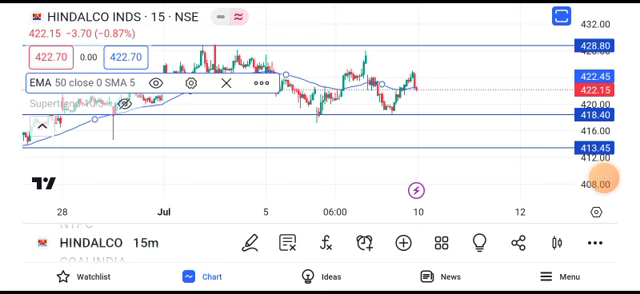 HINDALCO INDS · 15 · NSE
422.15 −3.70 (−0.87%)
422.70 0.00 422.70
EMA 50 close 0 SMA 5
Supertrend
432.00
428.80
422.45
422.15
420.00
418.40
416.00
413.45
412.00
408.00
28 Jul 5 06:00 10 12
HINDALCO 15m
COALINDIA
Watchlist Chart Ideas News Menu